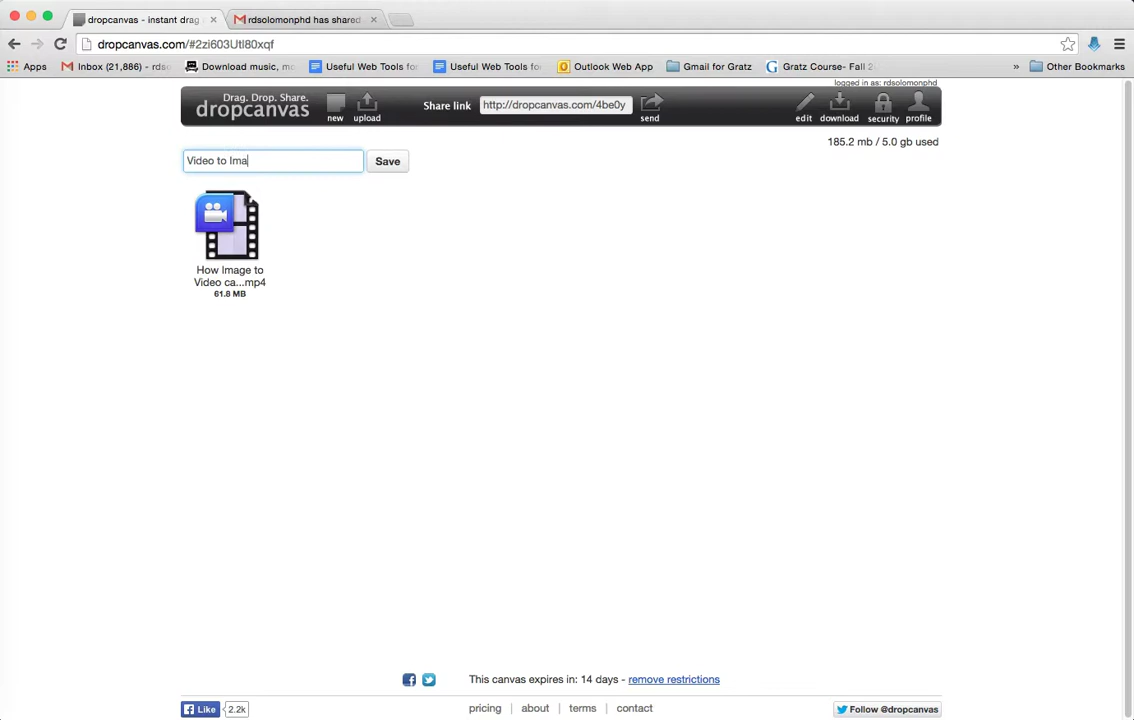 dropcanvas - instant drag
rdsolomonphd has shared
dropcanvas.com/#2zi603Utl80xqf
Apps Inbox (21,886) - rdso Download music, mo Useful Web Tools for Useful Web Tools for Outlook Web App Gmail for Gratz Gratz Course- Fall 2 » Other Bookmarks
logged in as: rdsolomonphd
Drag. Drop. Share.
dropcanvas
new upload Share link http://dropcanvas.com/4be0y send edit download security profile
185.2 mb / 5.0 gb used
Video to Ima Save
How Image to
Video ca...mp4
61.8 MB
This canvas expires in: 14 days - remove restrictions
Like 2.2k pricing | about | terms | contact Follow @dropcanvas